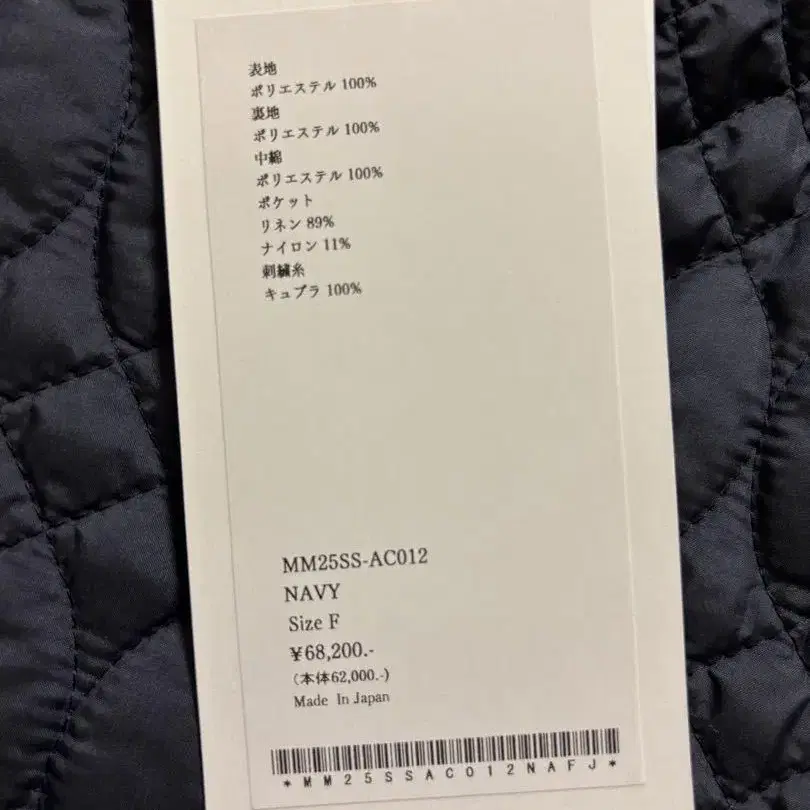 表地
ポリエステル 100%
裏地
ポリエステル 100%
中綿
ポリエステル 100%
ポケット
リネン 89%
ナイロン 11%
刺繍糸
キュプラ 100%
MM25SS-AC012
NAVY
Size F
¥68,200.-
(本体62,000.-)
Made In Japan
*MM25SSAC012NAFJ*